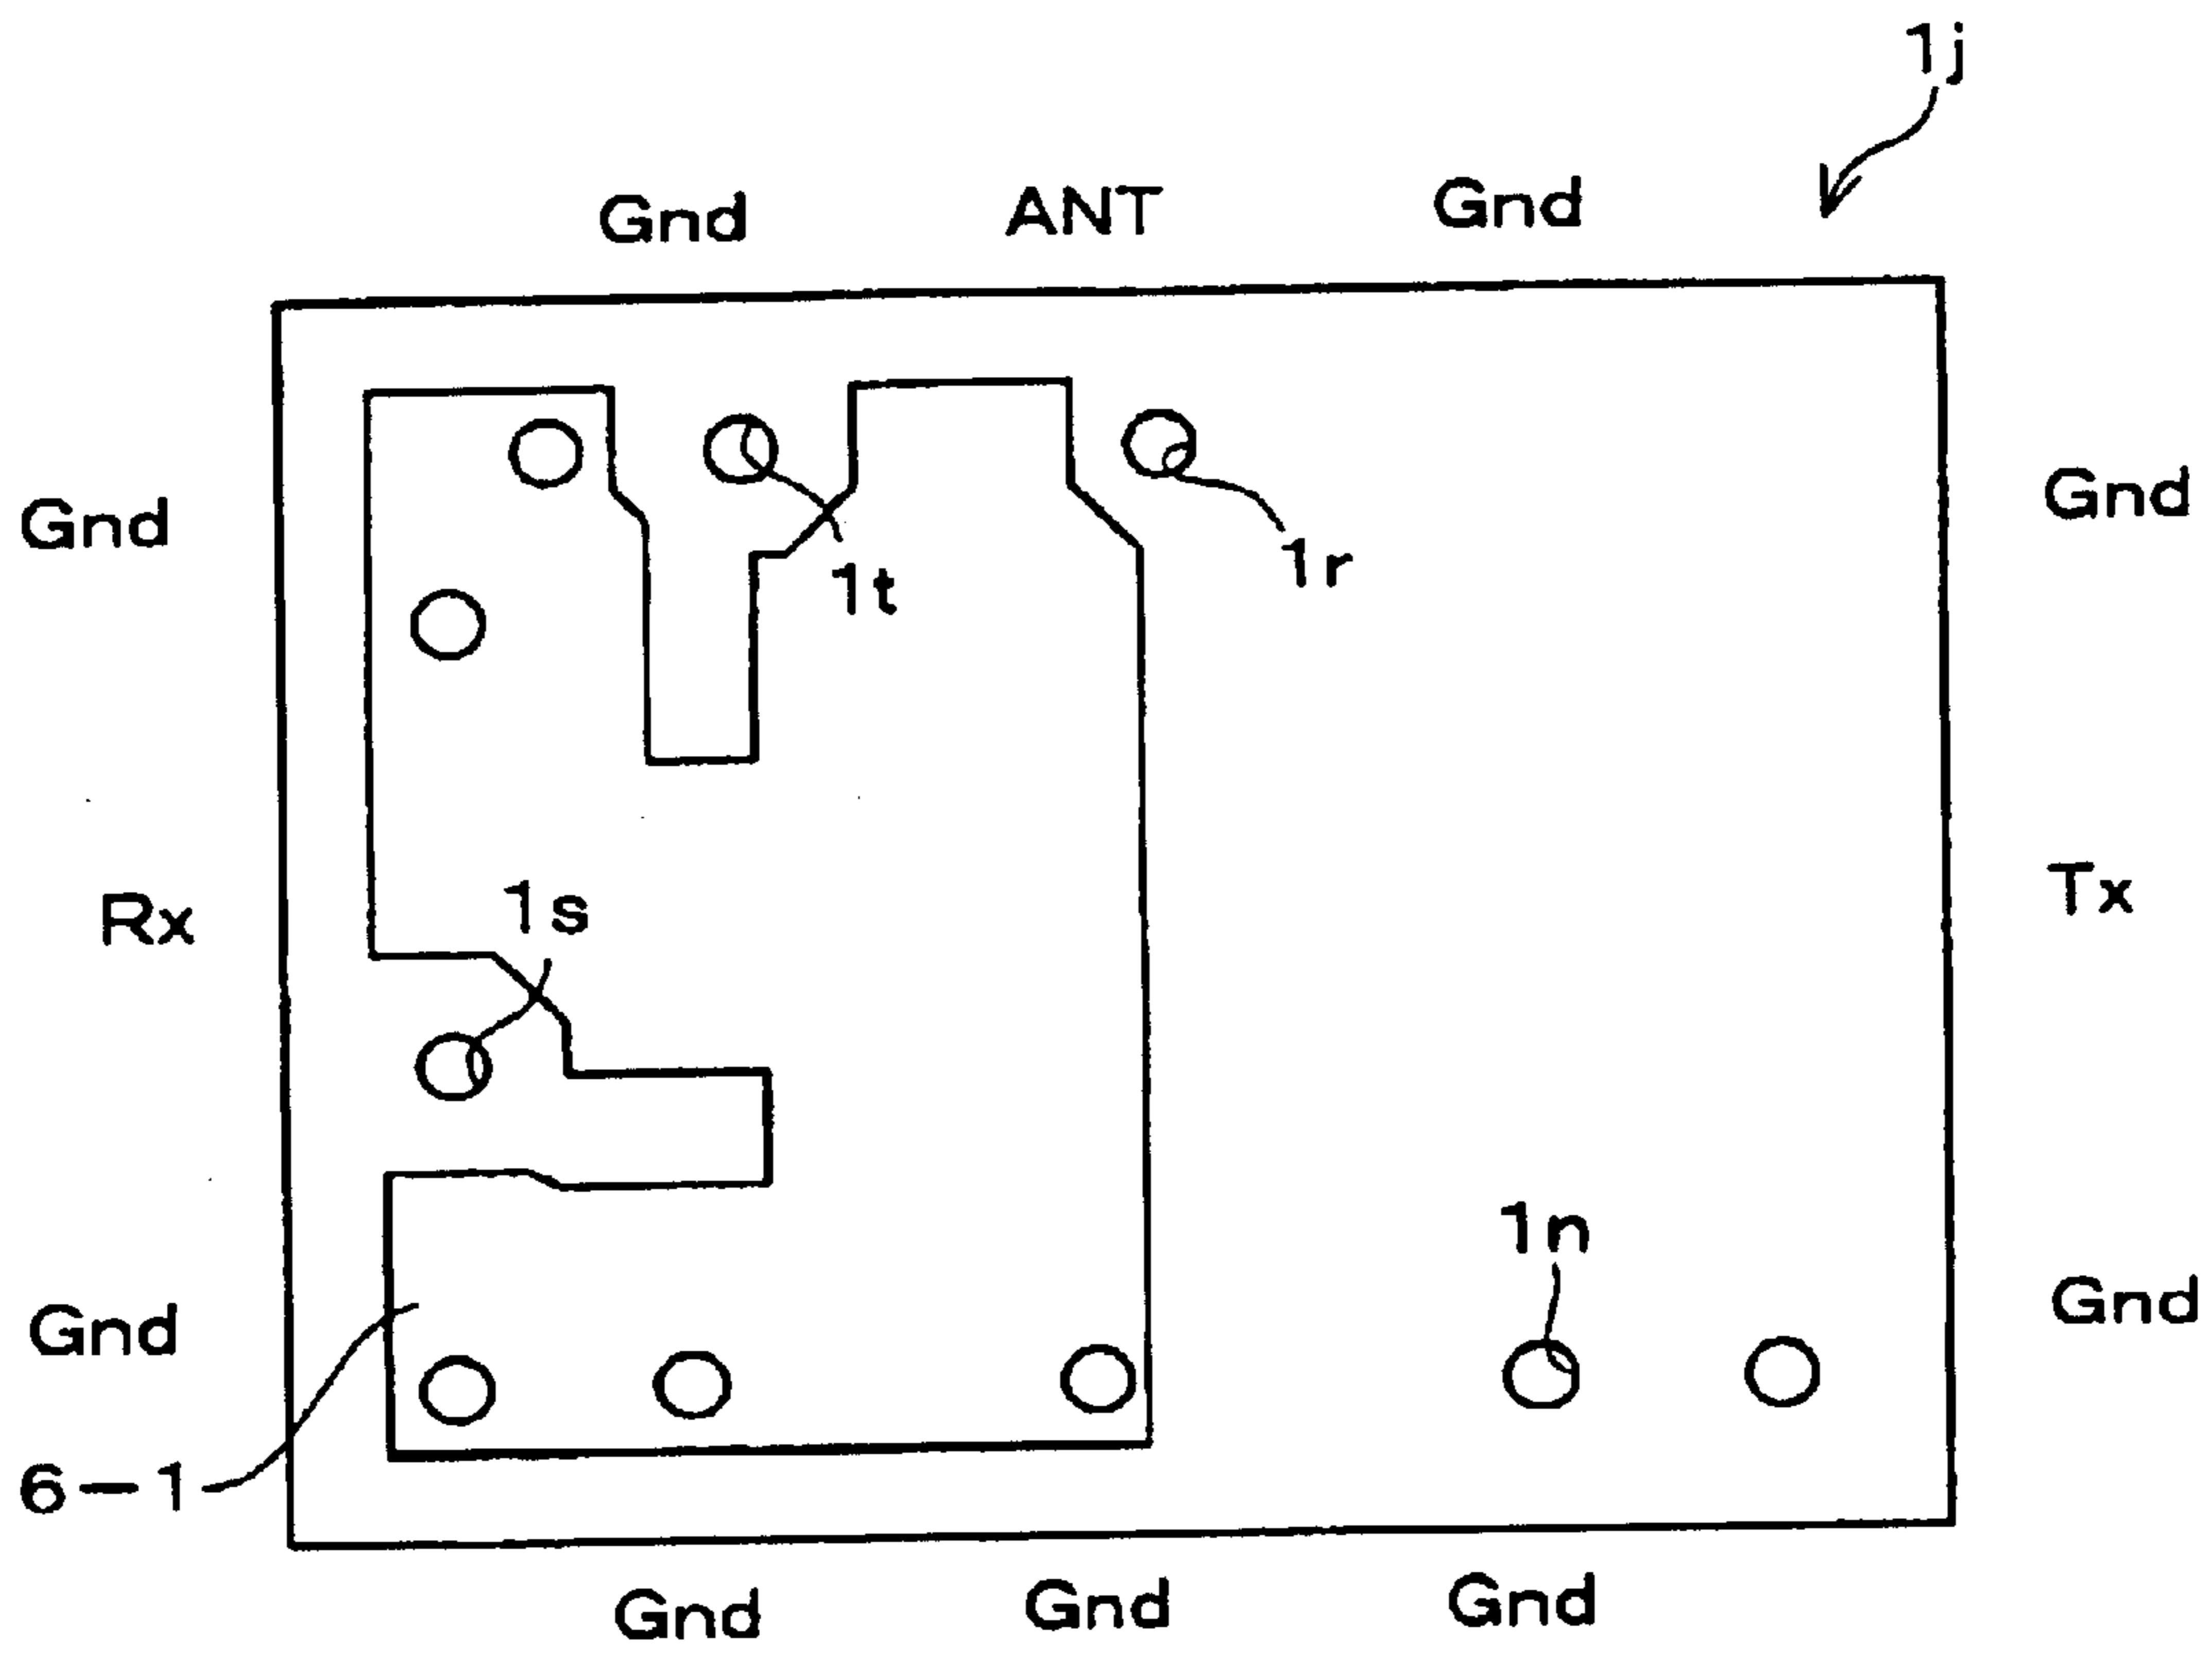 1j
Gnd ANT Gnd
Gnd Gnd
1t 1r
Rx 1s Tx
1n
Gnd Gnd
6-1
Gnd Gnd Gnd